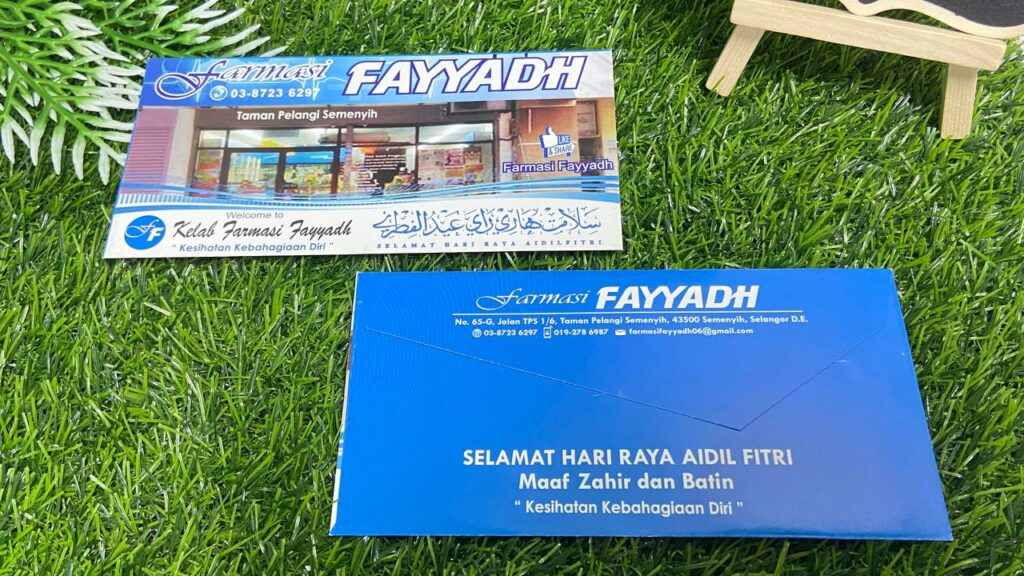 Farmasi FAYYADH
03-8723 6297
Taman Pelangi Semenyih
LIKE
& SHARE
Farmasi Fayyadh
FF
Welcome to
Kelab Farmasi Fayyadh
" Kesihatan Kebahagiaan Diri "
سلامت هاري راي عيدالفطري
SELAMAT HARI RAYA AIDILFITRI
Farmasi FAYYADH
No. 65-G, Jalan TPS 1/6, Taman Pelangi Semenyih, 43500 Semenyih, Selangor D.E.
03-8723 6297 019-278 6987 farmasifayyadh06@gmail.com
SELAMAT HARI RAYA AIDIL FITRI
Maaf Zahir dan Batin
" Kesihatan Kebahagiaan Diri "